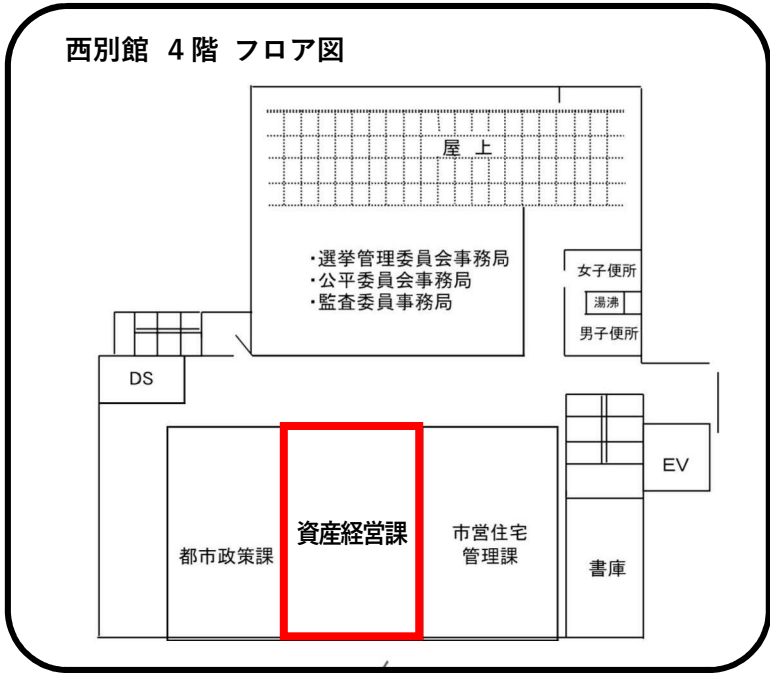 西別館 4階 フロア図
屋 上
・選挙管理委員会事務局
・公平委員会事務局
・監査委員事務局
女子便所
湯沸
男子便所
DS
EV
都市政策課
資産経営課
市営住宅
管理課
書庫